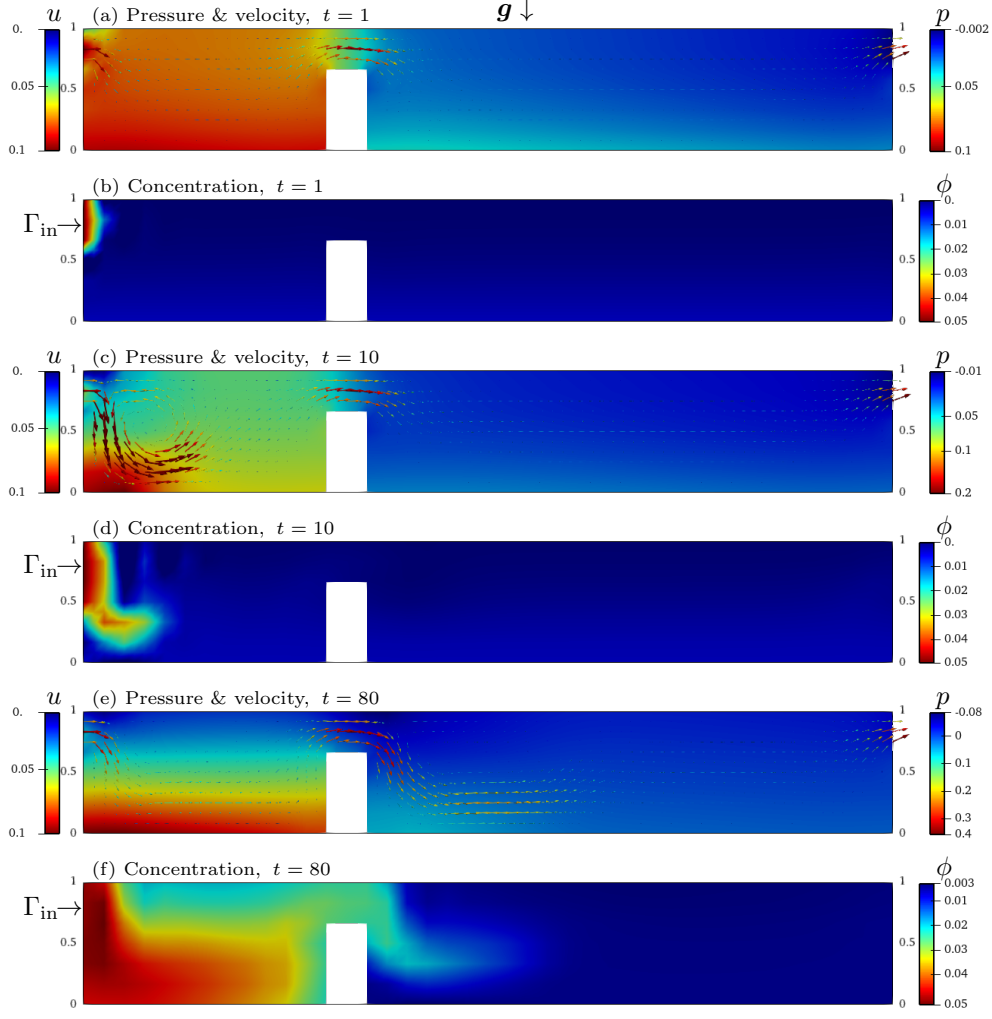 u (a) Pressure & velocity, t = 1 g ↓ p
0. 1 1 -0.002
0.05 0.5 0.5 0.05
0.1 0 0 0.1
(b) Concentration, t = 1 ϕ
1 1 0.
Γin→ 0.01
0.5 0.5 0.03
0.04
0 0 0.05
u (c) Pressure & velocity, t = 10 p
0. 1 1 -0.01
0.05 0.5 0.5 0.05
0.1
0.1 0 0 0.2
(d) Concentration, t = 10 ϕ
1 1 0.
Γin→ 0.01
0.5 0.5 0.03
0.04
0 0 0.05
u (e) Pressure & velocity, t = 80 p
0. 1 1 -0.08
0
0.05 0.5 0.5 0.1
0.2
0.3
0.1 0 0 0.4
(f) Concentration, t = 80 ϕ
1 1 0.003
Γin→ 0.01
0.5 0.5 0.03
0.04
0 0 0.05